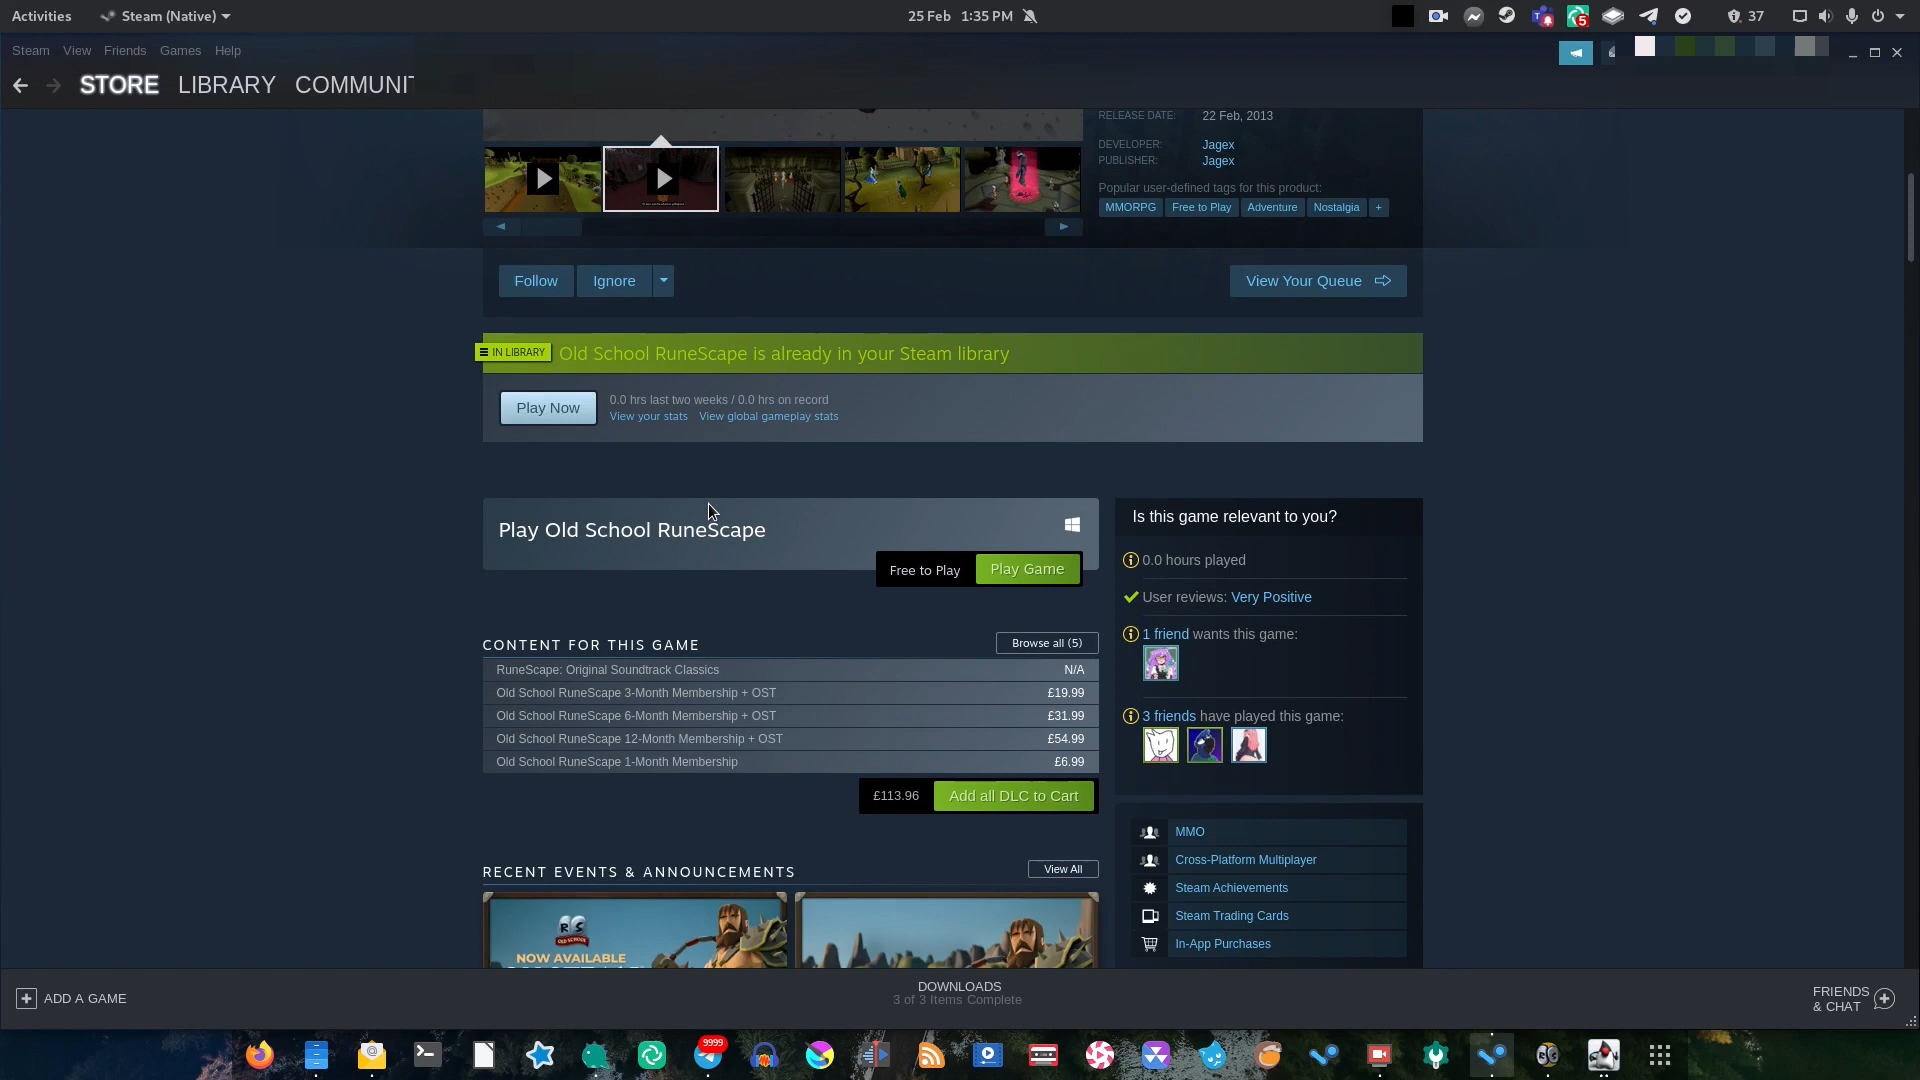 Activities
Steam (Native)
25 Feb 1:35 PM
5
37
Steam View Friends Games Help
STORE LIBRARY COMMUNIT
RELEASE DATE: 22 Feb, 2013
DEVELOPER: Jagex
PUBLISHER: Jagex
Popular user-defined tags for this product:
MMORPG Free to Play Adventure Nostalgia +
Follow Ignore
View Your Queue
IN LIBRARY Old School RuneScape is already in your Steam library
Play Now
0.0 hrs last two weeks / 0.0 hrs on record
View your stats View global gameplay stats
Play Old School RuneScape
Free to Play Play Game
CONTENT FOR THIS GAME
Browse all (5)
RuneScape: Original Soundtrack Classics N/A
Old School RuneScape 3-Month Membership + OST £19.99
Old School RuneScape 6-Month Membership + OST £31.99
Old School RuneScape 12-Month Membership + OST £54.99
Old School RuneScape 1-Month Membership £6.99
£113.96 Add all DLC to Cart
RECENT EVENTS & ANNOUNCEMENTS
View All
RS
OLD SCHOOL
NOW AVAILABLE
Is this game relevant to you?
0.0 hours played
User reviews: Very Positive
1 friend wants this game:
3 friends have played this game:
MMO
Cross-Platform Multiplayer
Steam Achievements
Steam Trading Cards
In-App Purchases
ADD A GAME
DOWNLOADS
3 of 3 Items Complete
FRIENDS
& CHAT
9999